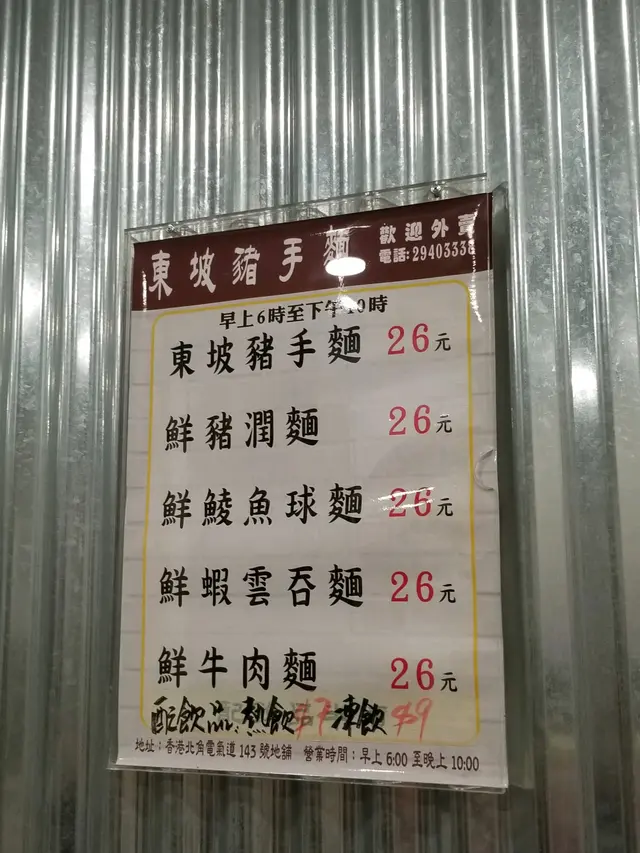 東坡豬手麵
歡迎外賣
電話:29403338
早上6時至下午10時
東坡豬手麵 26元
鮮豬潤麵 26元
鮮鯪魚球麵 26元
鮮蝦雲吞麵 26元
鮮牛肉麵 26元
配飲品:熱飲$7凍飲$9
地址:香港北角電氣道143號地舖 營業時間:早上6:00至晚上10:00